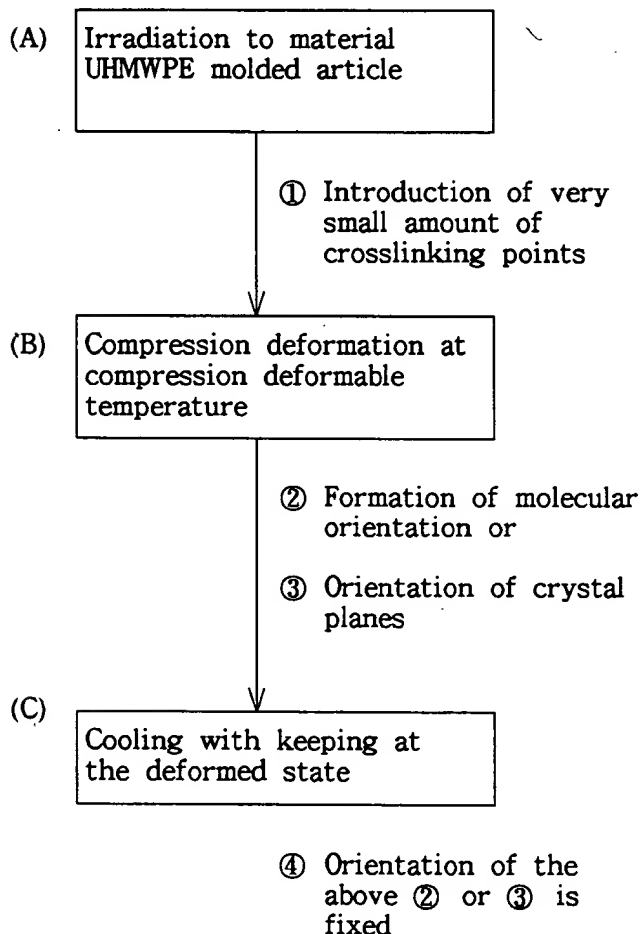 (A) Irradiation to material
UHMWPE molded article
① Introduction of very
small amount of
crosslinking points
(B) Compression deformation at
compression deformable
temperature
② Formation of molecular
orientation or
③ Orientation of crystal
planes
(C)
Cooling with keeping at
the deformed state
④ Orientation of the
above ② or ③ is
fixed